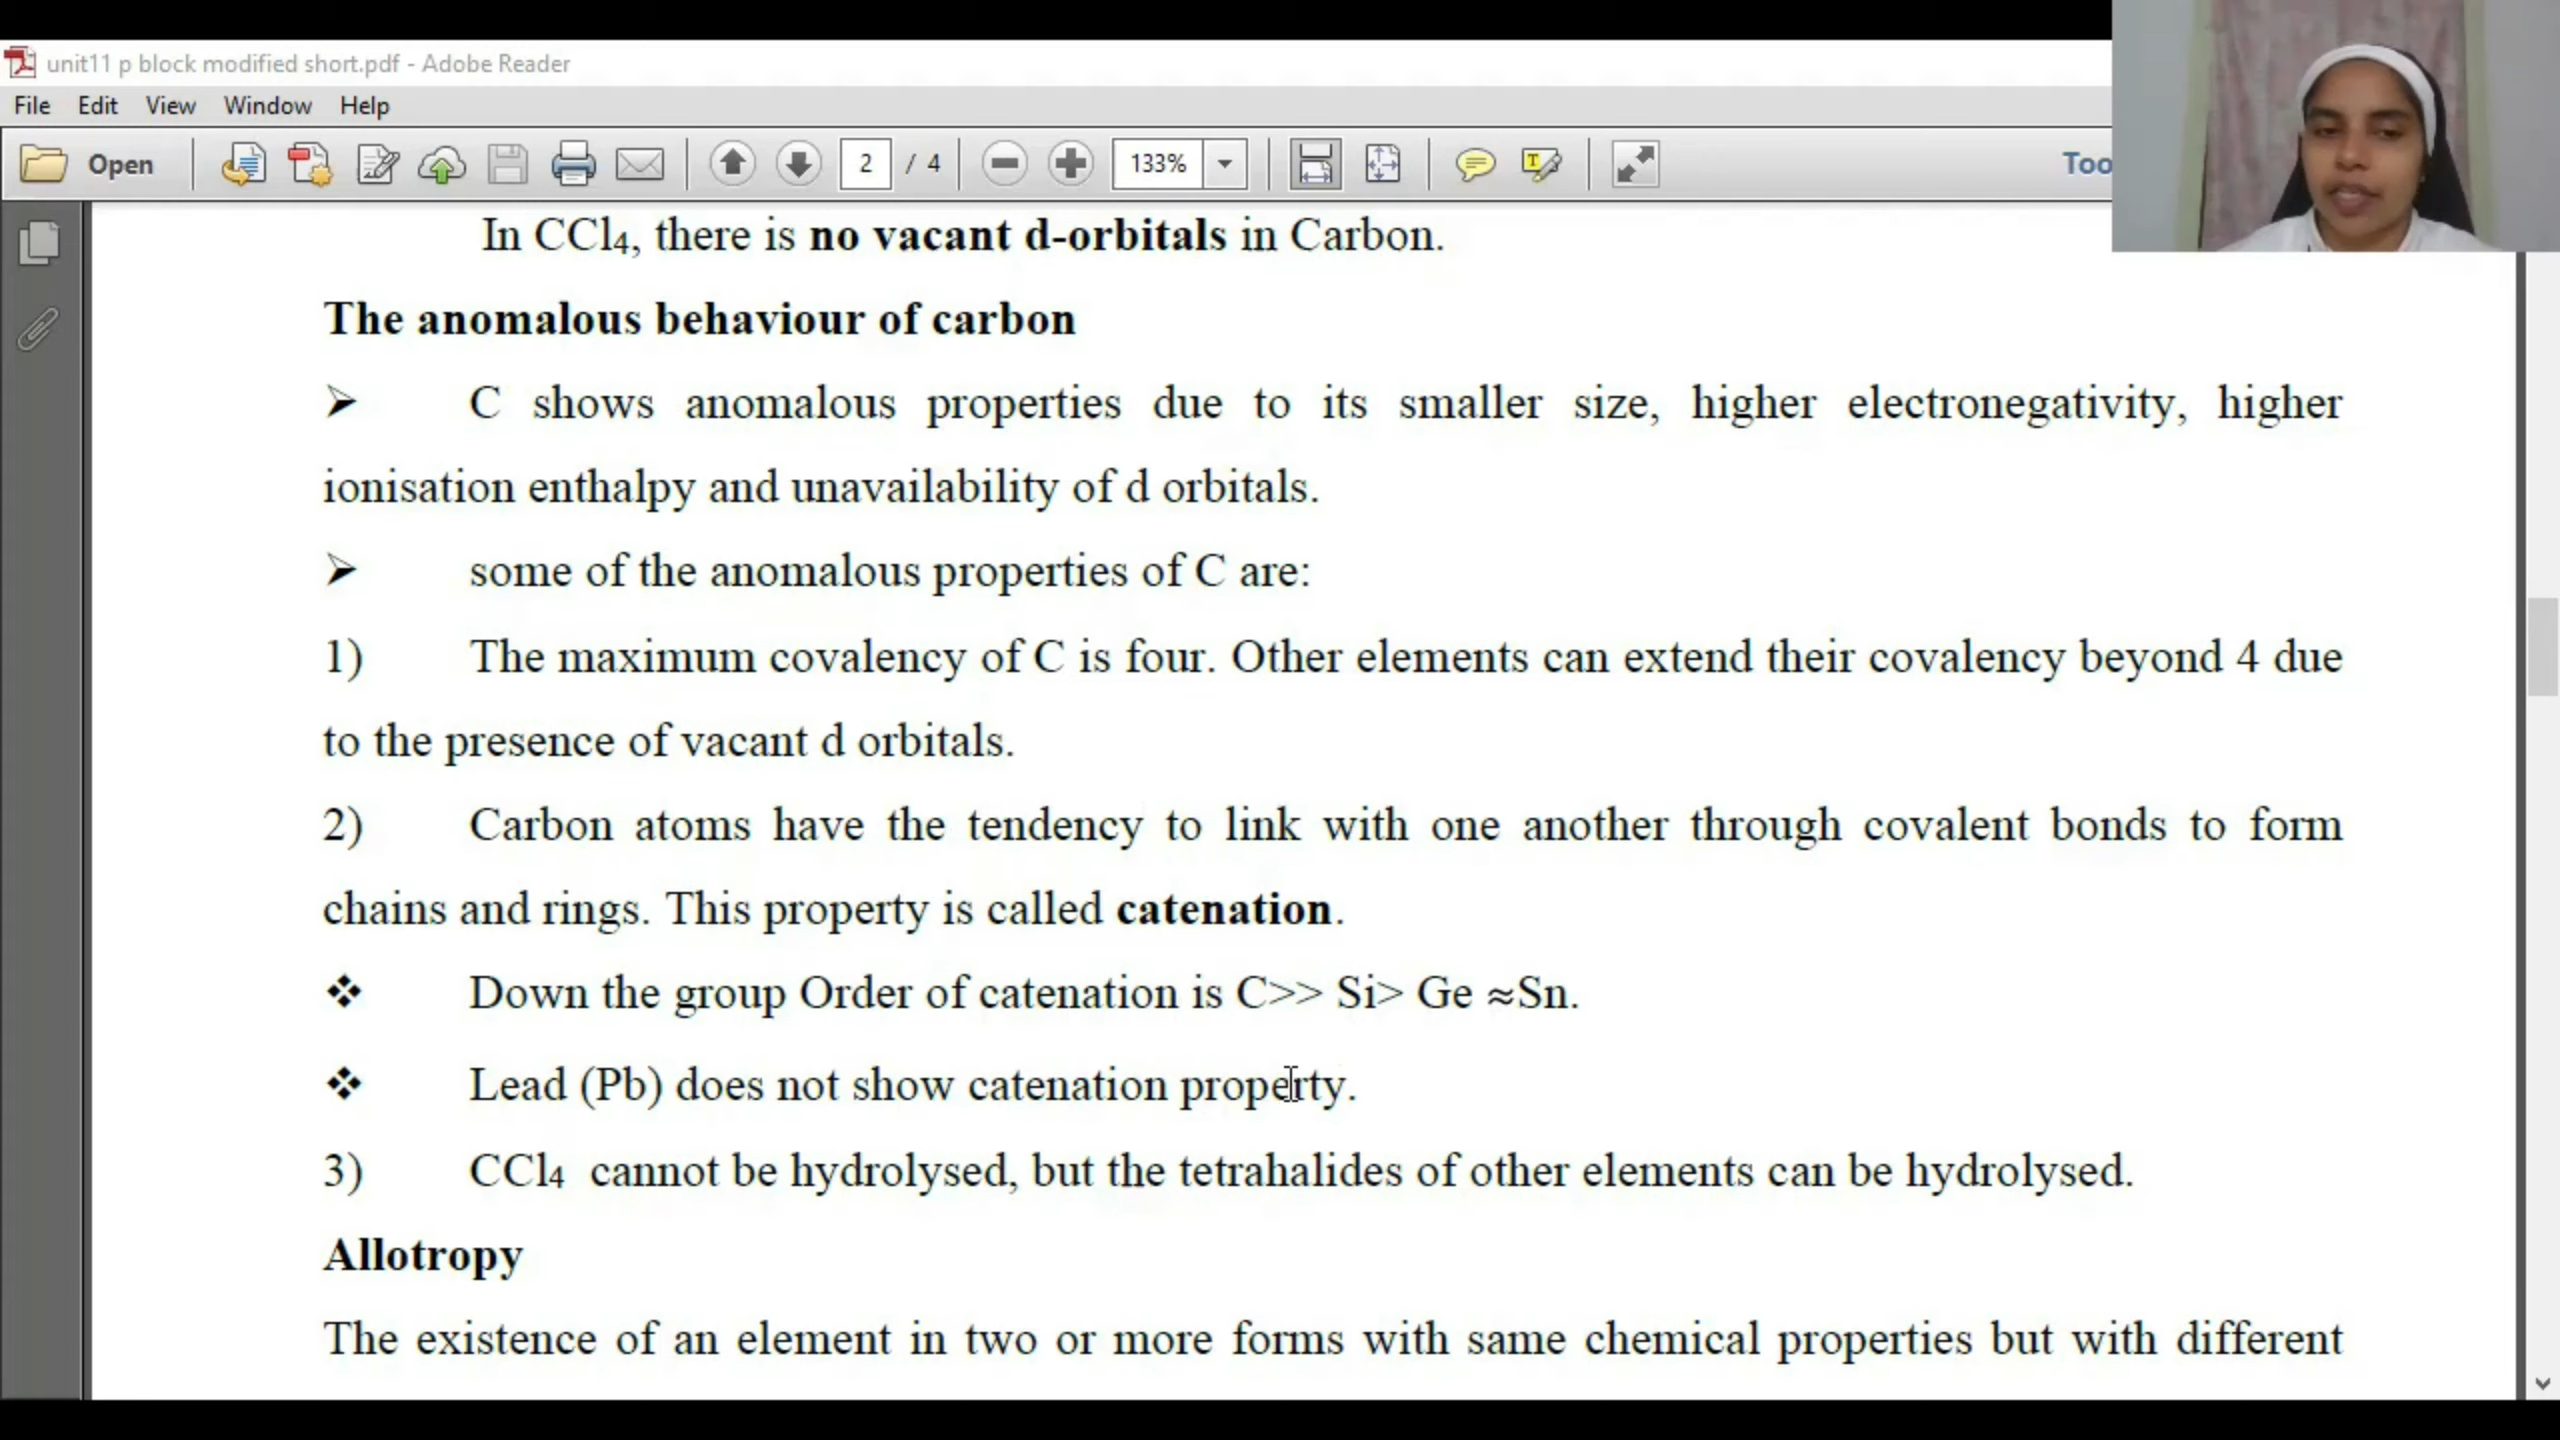 unit11 p block modified short.pdf - Adobe Reader
File Edit View Window Help
Open 2 / 4 133% Too
In CCl₄, there is no vacant d-orbitals in Carbon.
The anomalous behaviour of carbon
➢ C shows anomalous properties due to its smaller size, higher electronegativity, higher
ionisation enthalpy and unavailability of d orbitals.
➢ some of the anomalous properties of C are:
1) The maximum covalency of C is four. Other elements can extend their covalency beyond 4 due
to the presence of vacant d orbitals.
2) Carbon atoms have the tendency to link with one another through covalent bonds to form
chains and rings. This property is called catenation.
❖ Down the group Order of catenation is C>> Si> Ge ≈Sn.
❖ Lead (Pb) does not show catenation property.
3) CCl₄ cannot be hydrolysed, but the tetrahalides of other elements can be hydrolysed.
Allotropy
The existence of an element in two or more forms with same chemical properties but with different